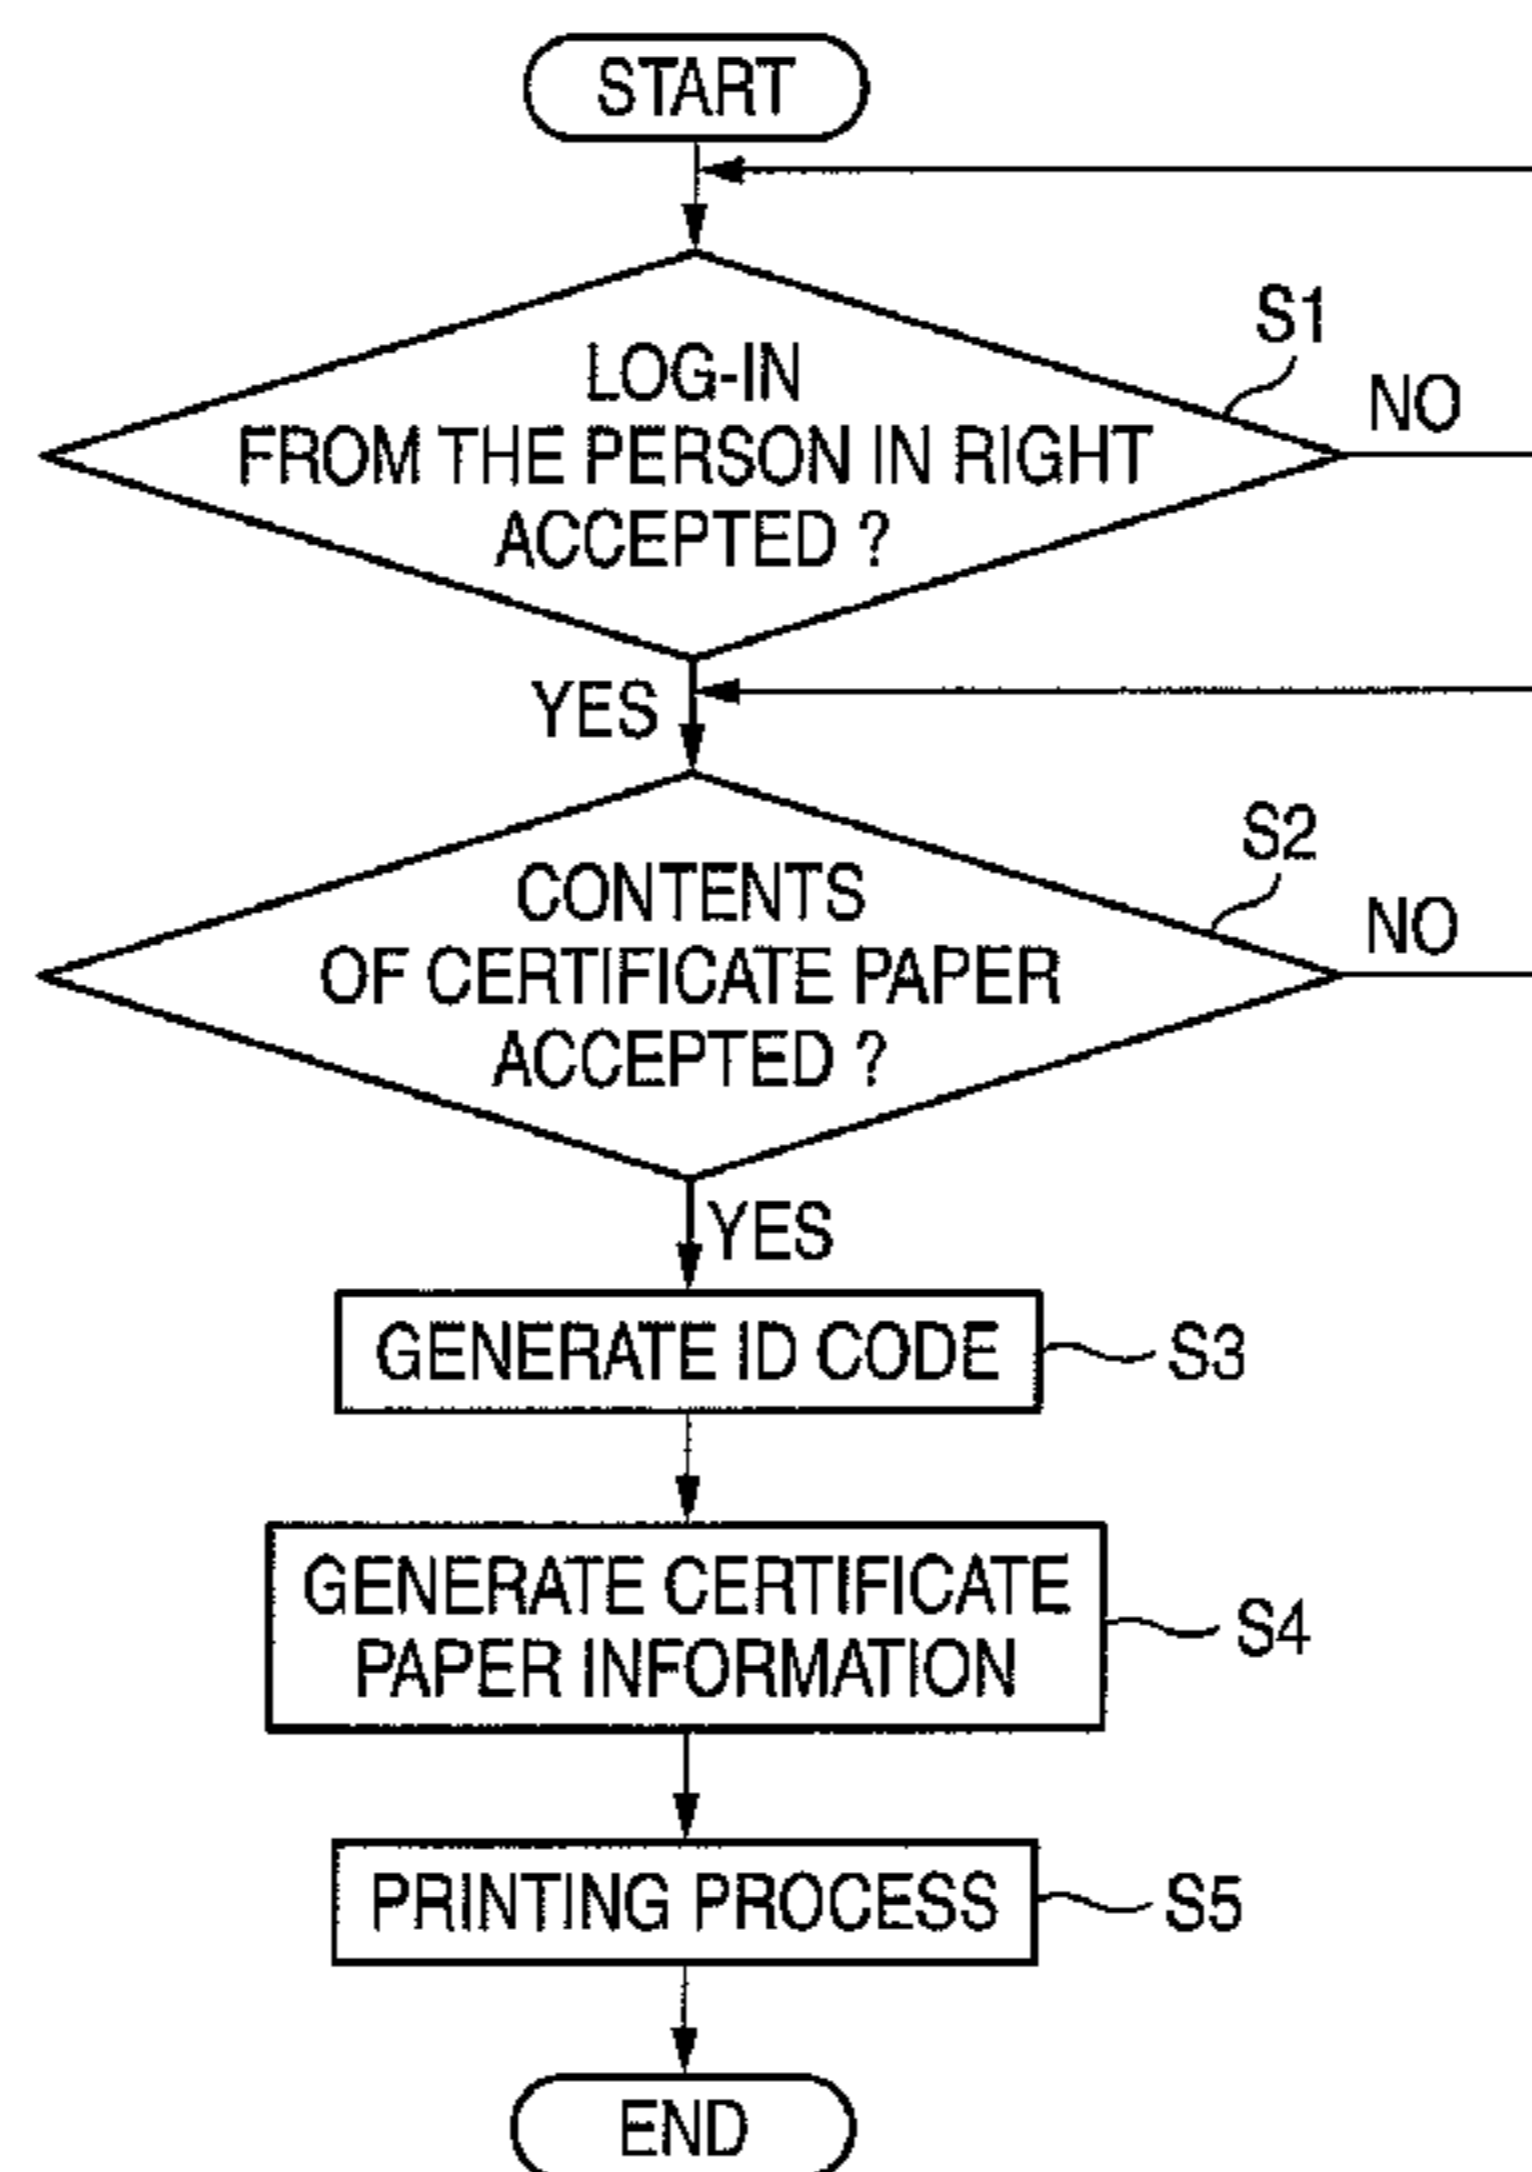 START
S1
LOG-IN
FROM THE PERSON IN RIGHT
ACCEPTED ?
NO
YES
S2
CONTENTS
OF CERTIFICATE PAPER
ACCEPTED ?
NO
YES
GENERATE ID CODE
S3
GENERATE CERTIFICATE
PAPER INFORMATION
S4
PRINTING PROCESS
S5
END